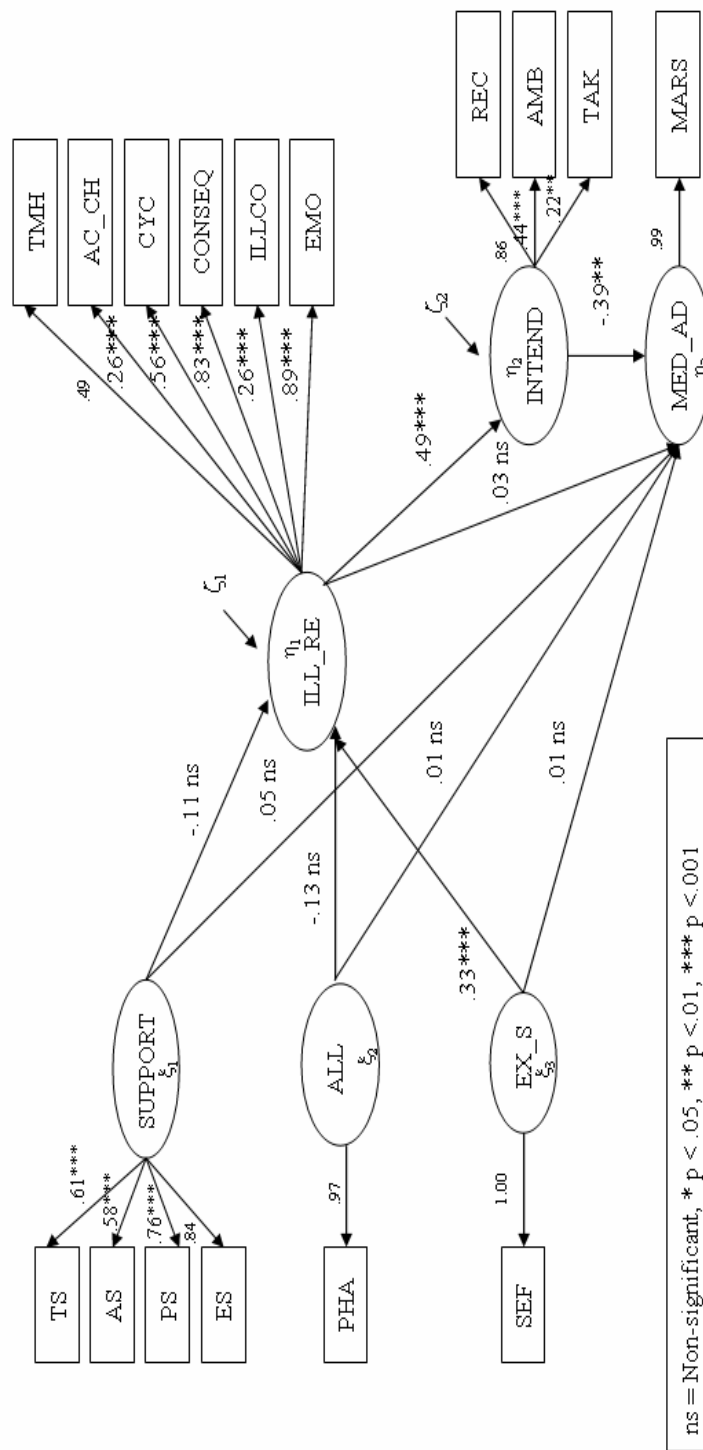 TS
AS
PS
ES
.61***
.58***
.76***
.84
SUPPORT
ξ1
PHA
.97
ALL
ξ2
SEF
1.00
EX_S
ξ3
-.11 ns
.05 ns
-.13 ns
.01 ns
.33***
.01 ns
ζ1
η1
ILL_RE
.49
.26***
.56***
.83***
.26***
.89***
TMH
AC_CH
CYC
CONSEQ
ILLCO
EMO
.49***
.03 ns
ζ2
η2
INTEND
.86
.44***
.22**
REC
AMB
TAK
-.39**
MED_AD
.99
MARS
ns = Non-significant, * p < .05, ** p <.01, *** p <.001